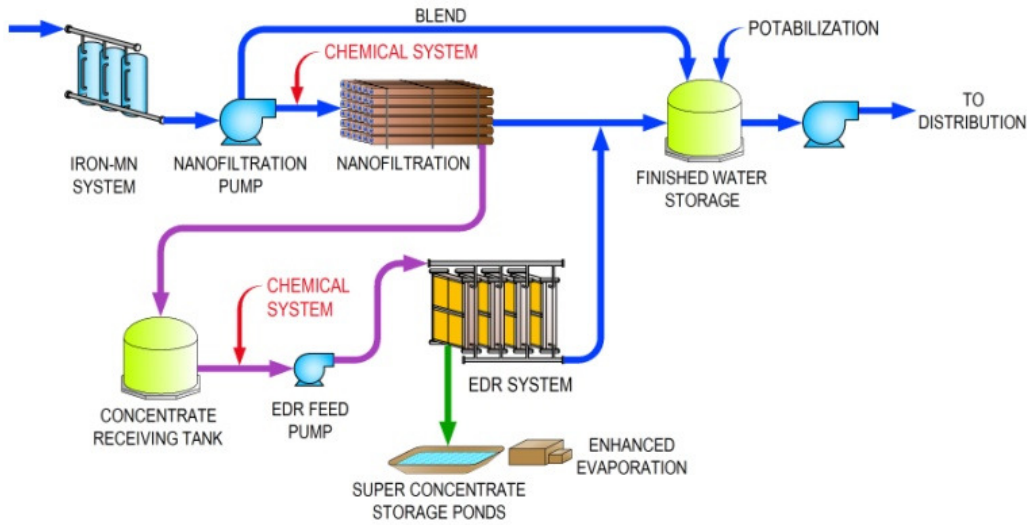 BLEND
CHEMICAL SYSTEM
POTABILIZATION
TO
DISTRIBUTION
IRON-MN
SYSTEM
NANOFILTRATION
PUMP
NANOFILTRATION
FINISHED WATER
STORAGE
CHEMICAL
SYSTEM
CONCENTRATE
RECEIVING TANK
EDR FEED
PUMP
EDR SYSTEM
ENHANCED
EVAPORATION
SUPER CONCENTRATE
STORAGE PONDS